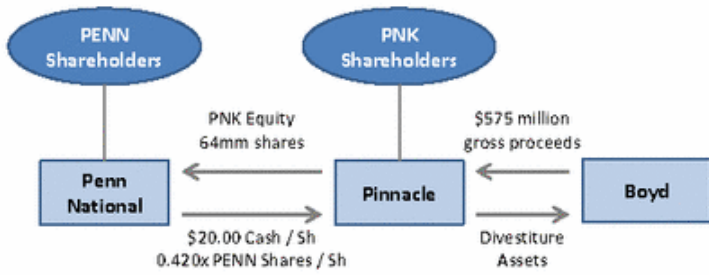 PENN
Shareholders
PNK
Shareholders
PNK Equity
64mm shares
$575 million
gross proceeds
Penn
National
Pinnacle
Boyd
$20.00 Cash / Sh
0.420x PENN Shares / Sh
Divestiture
Assets